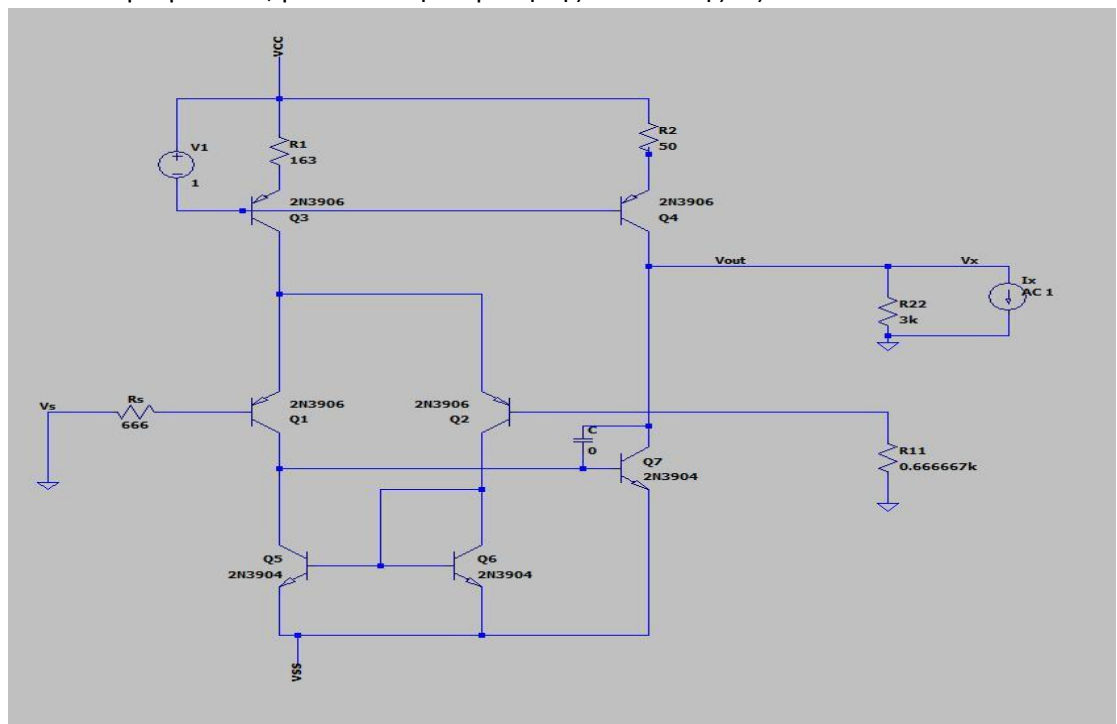 VCC
V1
1
R1
163
R2
50
2N3906
Q3
2N3906
Q4
Vout
Vx
Ix
AC 1
R22
3k
Vs
Rs
666
2N3906
Q1
2N3906
Q2
C
0
Q7
2N3904
R11
0.666667k
Q5
2N3904
Q6
2N3904
VSS